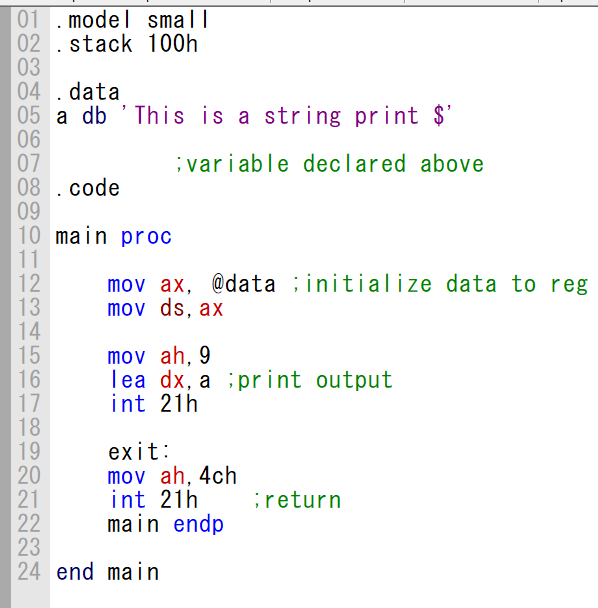 01 .model small
02 .stack 100h
03
04 .data
05 a db 'This is a string print $'
06
07 ;variable declared above
08 .code
09
10 main proc
11
12 mov ax, @data ;initialize data to reg
13 mov ds,ax
14
15 mov ah,9
16 lea dx,a ;print output
17 int 21h
18
19 exit:
20 mov ah,4ch
21 int 21h ;return
22 main endp
23
24 end main